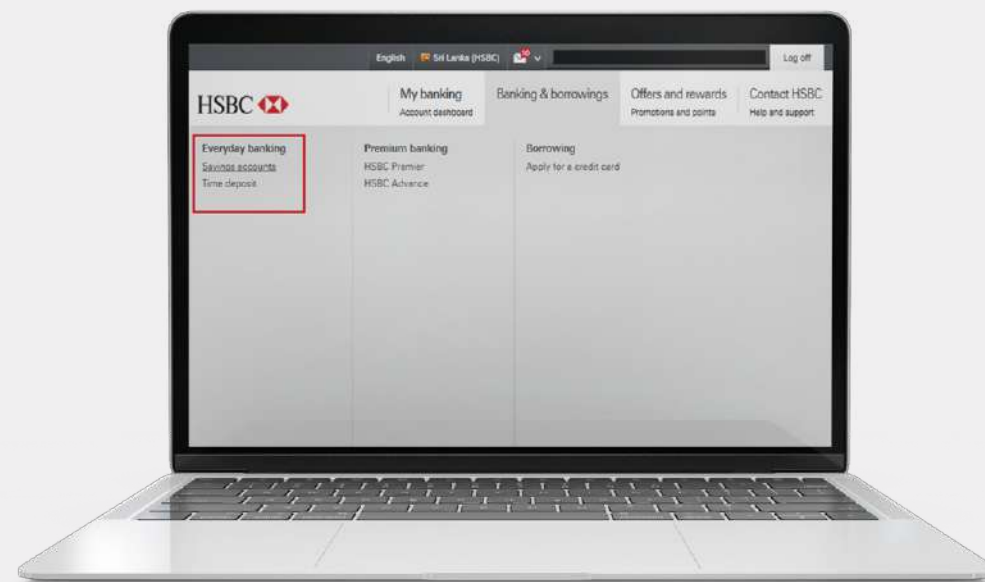 English Sri Lanka (HSBC) Log off
HSBC
My banking
Account dashboard
Banking & borrowings
Offers and rewards
Promotions and points
Contact HSBC
Help and support
Everyday banking
Savings accounts
Time deposit
Premium banking
HSBC Premier
HSBC Advance
Borrowing
Apply for a credit card